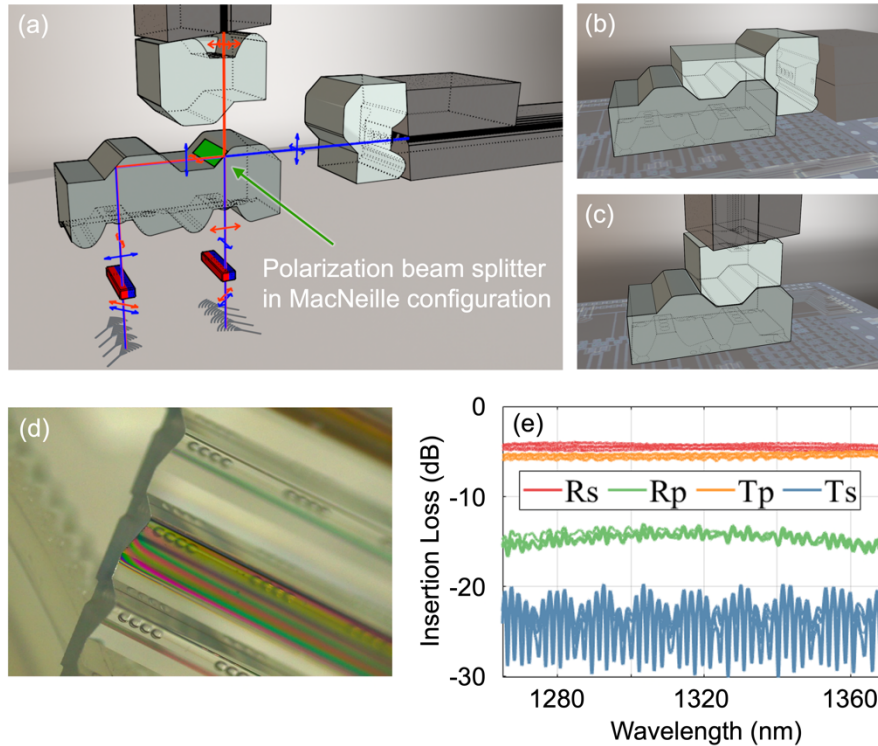 (a)
(b)
(c)
Polarization beam splitter
in MacNeille configuration
(d)
(e)
0
-10
-20
-30
Insertion Loss (dB)
Rs Rp Tp Ts
1280 1320 1360
Wavelength (nm)